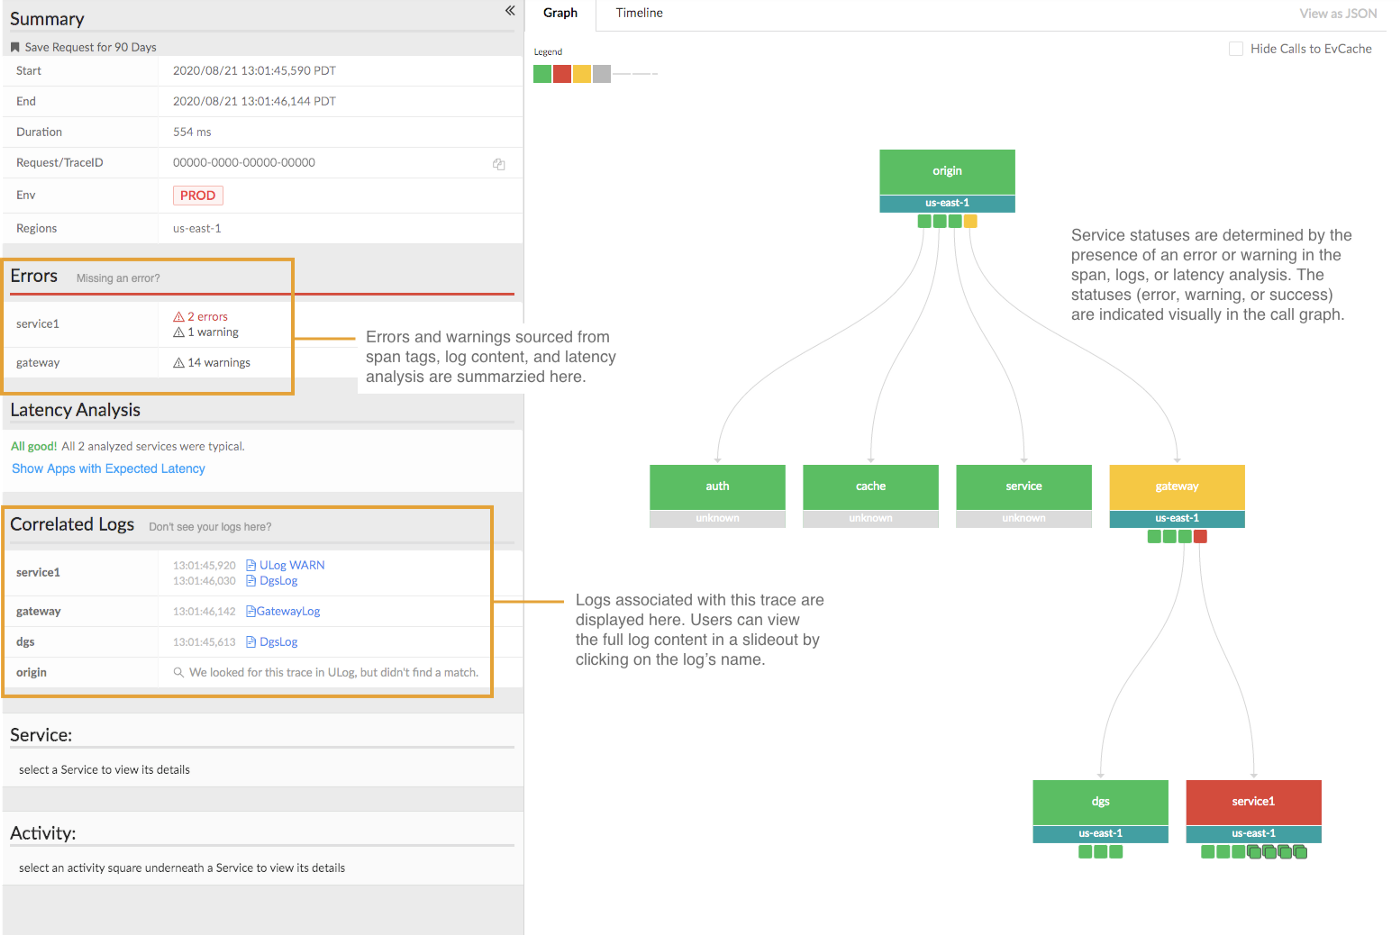 Summary
Save Request for 90 Days
Start 2020/08/21 13:01:45,590 PDT
End 2020/08/21 13:01:46,144 PDT
Duration 554 ms
Request/TraceID 00000-0000-00000-00000
Env PROD
Regions us-east-1
Errors Missing an error?
service1 2 errors
1 warning
gateway 14 warnings
Errors and warnings sourced from
span tags, log content, and latency
analysis are summarzied here.
Latency Analysis
All good! All 2 analyzed services were typical.
Show Apps with Expected Latency
Correlated Logs Don't see your logs here?
service1 13:01:45,920 ULog WARN
13:01:46,030 DgsLog
gateway 13:01:46,142 GatewayLog
dgs 13:01:45,613 DgsLog
origin We looked for this trace in ULog, but didn't find a match.
Logs associated with this trace are
displayed here. Users can view
the full log content in a slideout by
clicking on the log's name.
Service:
select a Service to view its details
Activity:
select an activity square underneath a Service to view its details
Graph Timeline View as JSON
Legend
Hide Calls to EvCache
origin
us-east-1
Service statuses are determined by the
presence of an error or warning in the
span, logs, or latency analysis. The
statuses (error, warning, or success)
are indicated visually in the call graph.
auth cache service gateway
unknown unknown unknown us-east-1
dgs service1
us-east-1 us-east-1